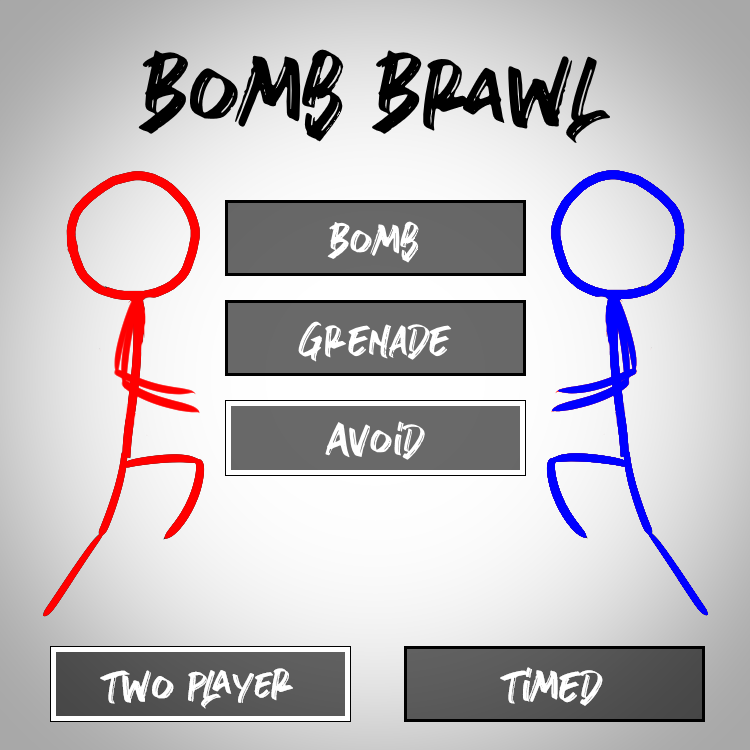 BOMB BRAWL
BOMB
GRENADE
AVOID
TWO PLAYER
TIMED